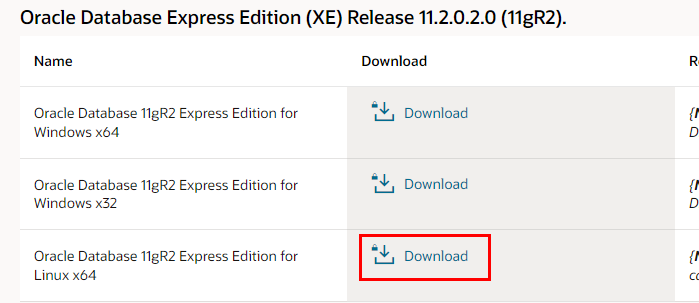 Oracle Database Express Edition (XE) Release 11.2.0.2.0 (11gR2).
Name Download
Oracle Database 11gR2 Express Edition for
Windows x64
Download
Oracle Database 11gR2 Express Edition for
Windows x32
Download
Oracle Database 11gR2 Express Edition for
Linux x64
Download